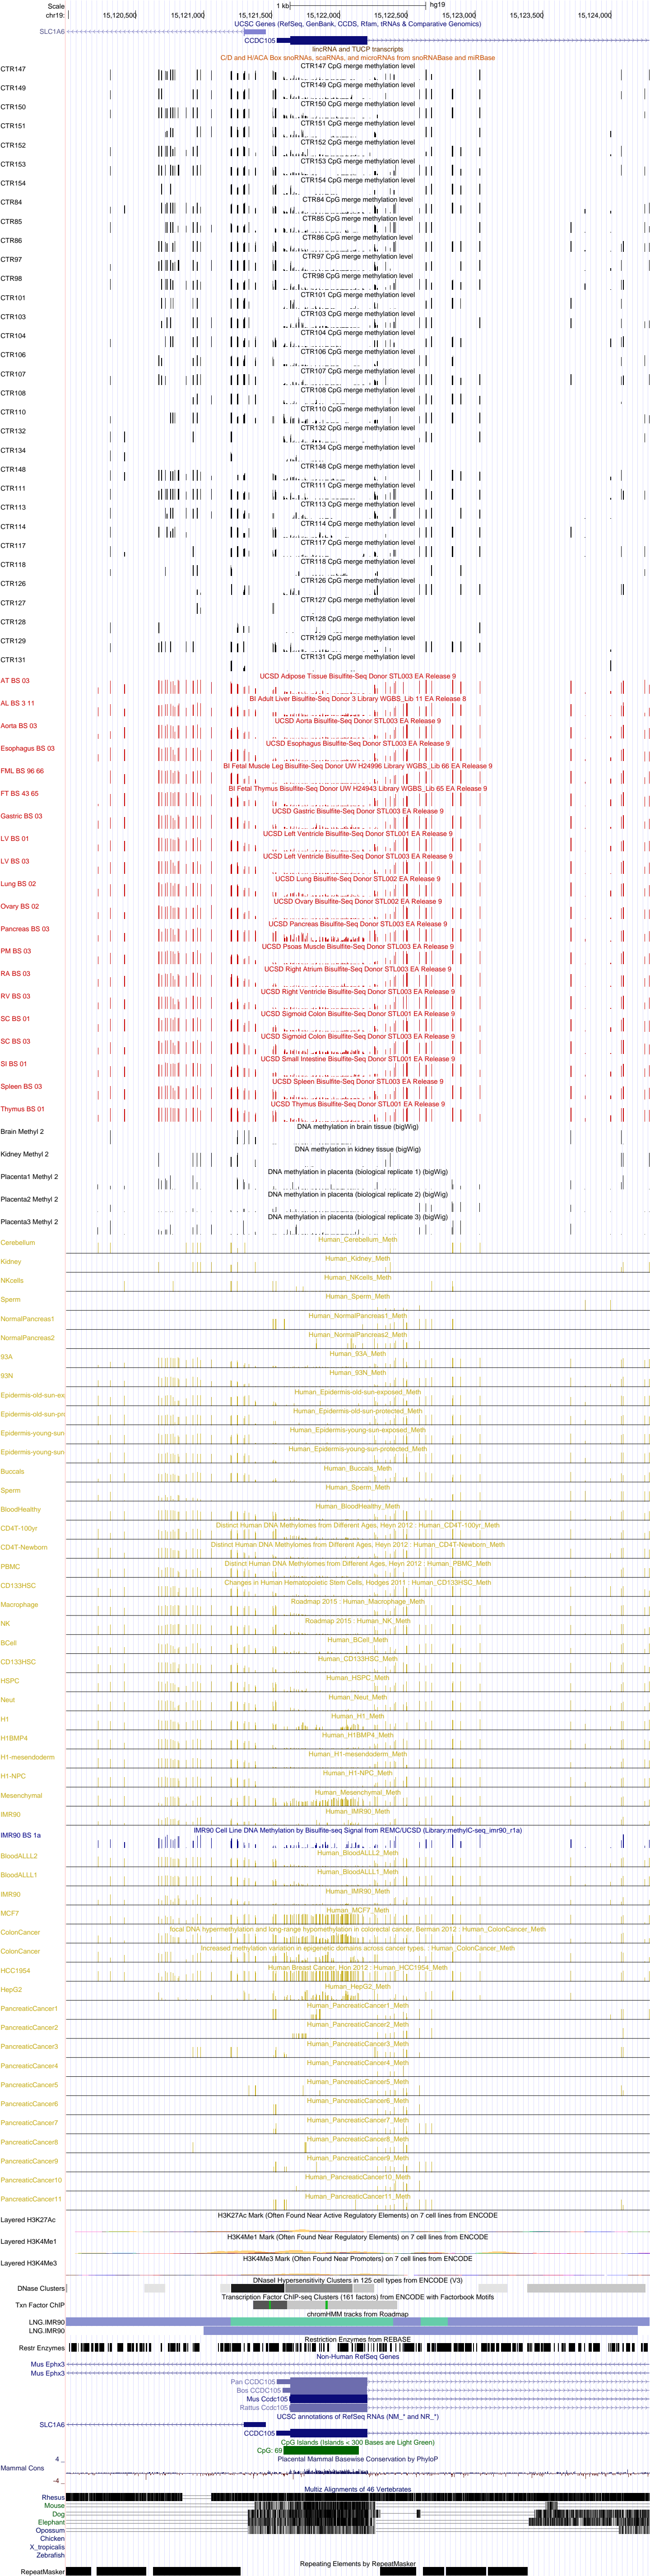 Scale 1 kb hg19
chr19: 15,120,500 15,121,000 15,121,500 15,122,000 15,122,500 15,123,000 15,123,500 15,124,000
UCSC Genes (RefSeq, GenBank, CCDS, Rfam, tRNAs & Comparative Genomics)
SLC1A6
CCDC105
lincRNA and TUCP transcripts
C/D and H/ACA Box snoRNAs, scaRNAs, and microRNAs from snoRNABase and miRBase
CTR147 CpG merge methylation level
CTR147
CTR149 CpG merge methylation level
CTR149
CTR150 CpG merge methylation level
CTR150
CTR151 CpG merge methylation level
CTR151
CTR152 CpG merge methylation level
CTR152
CTR153 CpG merge methylation level
CTR153
CTR154 CpG merge methylation level
CTR154
CTR84 CpG merge methylation level
CTR84
CTR85 CpG merge methylation level
CTR85
CTR86 CpG merge methylation level
CTR86
CTR97 CpG merge methylation level
CTR97
CTR98 CpG merge methylation level
CTR98
CTR101 CpG merge methylation level
CTR101
CTR103 CpG merge methylation level
CTR103
CTR104 CpG merge methylation level
CTR104
CTR106 CpG merge methylation level
CTR106
CTR107 CpG merge methylation level
CTR107
CTR108 CpG merge methylation level
CTR108
CTR110 CpG merge methylation level
CTR110
CTR132 CpG merge methylation level
CTR132
CTR134 CpG merge methylation level
CTR134
CTR148 CpG merge methylation level
CTR148
CTR111 CpG merge methylation level
CTR111
CTR113 CpG merge methylation level
CTR113
CTR114 CpG merge methylation level
CTR114
CTR117 CpG merge methylation level
CTR117
CTR118 CpG merge methylation level
CTR118
CTR126 CpG merge methylation level
CTR126
CTR127 CpG merge methylation level
CTR127
CTR128 CpG merge methylation level
CTR128
CTR129 CpG merge methylation level
CTR129
CTR131 CpG merge methylation level
CTR131
UCSD Adipose Tissue Bisulfite-Seq Donor STL003 EA Release 9
AT BS 03
BI Adult Liver Bisulfite-Seq Donor 3 Library WGBS_Lib 11 EA Release 8
AL BS 3 11
UCSD Aorta Bisulfite-Seq Donor STL003 EA Release 9
Aorta BS 03
UCSD Esophagus Bisulfite-Seq Donor STL003 EA Release 9
Esophagus BS 03
BI Fetal Muscle Leg Bisulfite-Seq Donor UW H24996 Library WGBS_Lib 66 EA Release 9
FML BS 96 66
BI Fetal Thymus Bisulfite-Seq Donor UW H24943 Library WGBS_Lib 65 EA Release 9
FT BS 43 65
UCSD Gastric Bisulfite-Seq Donor STL003 EA Release 9
Gastric BS 03
UCSD Left Ventricle Bisulfite-Seq Donor STL001 EA Release 9
LV BS 01
UCSD Left Ventricle Bisulfite-Seq Donor STL003 EA Release 9
LV BS 03
UCSD Lung Bisulfite-Seq Donor STL002 EA Release 9
Lung BS 02
UCSD Ovary Bisulfite-Seq Donor STL002 EA Release 9
Ovary BS 02
UCSD Pancreas Bisulfite-Seq Donor STL003 EA Release 9
Pancreas BS 03
UCSD Psoas Muscle Bisulfite-Seq Donor STL003 EA Release 9
PM BS 03
UCSD Right Atrium Bisulfite-Seq Donor STL003 EA Release 9
RA BS 03
UCSD Right Ventricle Bisulfite-Seq Donor STL003 EA Release 9
RV BS 03
UCSD Sigmoid Colon Bisulfite-Seq Donor STL001 EA Release 9
SC BS 01
UCSD Sigmoid Colon Bisulfite-Seq Donor STL003 EA Release 9
SC BS 03
UCSD Small Intestine Bisulfite-Seq Donor STL001 EA Release 9
SI BS 01
UCSD Spleen Bisulfite-Seq Donor STL003 EA Release 9
Spleen BS 03
UCSD Thymus Bisulfite-Seq Donor STL001 EA Release 9
Thymus BS 01
DNA methylation in brain tissue (bigWig)
Brain Methyl 2
DNA methylation in kidney tissue (bigWig)
Kidney Methyl 2
DNA methylation in placenta (biological replicate 1) (bigWig)
Placenta1 Methyl 2
DNA methylation in placenta (biological replicate 2) (bigWig)
Placenta2 Methyl 2
DNA methylation in placenta (biological replicate 3) (bigWig)
Placenta3 Methyl 2
Human_Cerebellum_Meth
Cerebellum
Human_Kidney_Meth
Kidney
Human_NKcells_Meth
NKcells
Human_Sperm_Meth
Sperm
Human_NormalPancreas1_Meth
NormalPancreas1
Human_NormalPancreas2_Meth
NormalPancreas2
Human_93A_Meth
93A
Human_93N_Meth
93N
Human_Epidermis-old-sun-exposed_Meth
Epidermis-old-sun-ex
Human_Epidermis-old-sun-protected_Meth
Epidermis-old-sun-pr
Human_Epidermis-young-sun-exposed_Meth
Epidermis-young-sun
Human_Epidermis-young-sun-protected_Meth
Epidermis-young-sun
Human_Buccals_Meth
Buccals
Human_Sperm_Meth
Sperm
Human_BloodHealthy_Meth
BloodHealthy
Distinct Human DNA Methylomes from Different Ages, Heyn 2012 : Human_CD4T-100yr_Meth
CD4T-100yr
Distinct Human DNA Methylomes from Different Ages, Heyn 2012 : Human_CD4T-Newborn_Meth
CD4T-Newborn
Distinct Human DNA Methylomes from Different Ages, Heyn 2012 : Human_PBMC_Meth
PBMC
Changes in Human Hematopoietic Stem Cells, Hodges 2011 : Human_CD133HSC_Meth
CD133HSC
Roadmap 2015 : Human_Macrophage_Meth
Macrophage
Roadmap 2015 : Human_NK_Meth
NK
Human_BCell_Meth
BCell
Human_CD133HSC_Meth
CD133HSC
Human_HSPC_Meth
HSPC
Human_Neut_Meth
Neut
Human_H1_Meth
H1
Human_H1BMP4_Meth
H1BMP4
Human_H1-mesendoderm_Meth
H1-mesendoderm
Human_H1-NPC_Meth
H1-NPC
Human_Mesenchymal_Meth
Mesenchymal
Human_IMR90_Meth
IMR90
IMR90 Cell Line DNA Methylation by Bisulfite-seq Signal from REMC/UCSD (Library:methylC-seq_imr90_r1a)
IMR90 BS 1a
Human_BloodALLL2_Meth
BloodALLL2
Human_BloodALLL1_Meth
BloodALLL1
Human_IMR90_Meth
IMR90
Human_MCF7_Meth
MCF7
focal DNA hypermethylation and long-range hypomethylation in colorectal cancer, Berman 2012 : Human_ColonCancer_Meth
ColonCancer
Increased methylation variation in epigenetic domains across cancer types, : Human_ColonCancer_Meth
ColonCancer
Human Breast Cancer, Hon 2012 : Human_HCC1954_Meth
HCC1954
Human_HepG2_Meth
HepG2
Human_PancreaticCancer1_Meth
PancreaticCancer1
Human_PancreaticCancer2_Meth
PancreaticCancer2
Human_PancreaticCancer3_Meth
PancreaticCancer3
Human_PancreaticCancer4_Meth
PancreaticCancer4
Human_PancreaticCancer5_Meth
PancreaticCancer5
Human_PancreaticCancer6_Meth
PancreaticCancer6
Human_PancreaticCancer7_Meth
PancreaticCancer7
Human_PancreaticCancer8_Meth
PancreaticCancer8
Human_PancreaticCancer9_Meth
PancreaticCancer9
Human_PancreaticCancer10_Meth
PancreaticCancer10
Human_PancreaticCancer11_Meth
PancreaticCancer11
H3K27Ac Mark (Often Found Near Active Regulatory Elements) on 7 cell lines from ENCODE
Layered H3K27Ac
H3K4Me1 Mark (Often Found Near Regulatory Elements) on 7 cell lines from ENCODE
Layered H3K4Me1
H3K4Me3 Mark (Often Found Near Promoters) on 7 cell lines from ENCODE
Layered H3K4Me3
DNaseI Hypersensitivity Clusters in 125 cell types from ENCODE (V3)
DNase Clusters
Transcription Factor ChIP-seq Clusters (161 factors) from ENCODE with Factorbook Motifs
Txn Factor ChIP
chromHMM tracks from Roadmap
LNG.IMR90
LNG.IMR90
Restriction Enzymes from REBASE
Restr Enzymes
Non-Human RefSeq Genes
Mus Ephx3
Mus Ephx3
Pan CCDC105
Bos CCDC105
Mus Ccdc105
Rattus Ccdc105
UCSC annotations of RefSeq RNAs (NM_* and NR_*)
SLC1A6
CCDC105
CpG Islands (Islands < 300 Bases are Light Green)
CpG: 69
Placental Mammal Basewise Conservation by PhyloP
4 _
Mammal Cons
-4 _
Multiz Alignments of 46 Vertebrates
Rhesus
Mouse
Dog
Elephant
Opossum
Chicken
X_tropicalis
Zebrafish
Repeating Elements by RepeatMasker
RepeatMasker